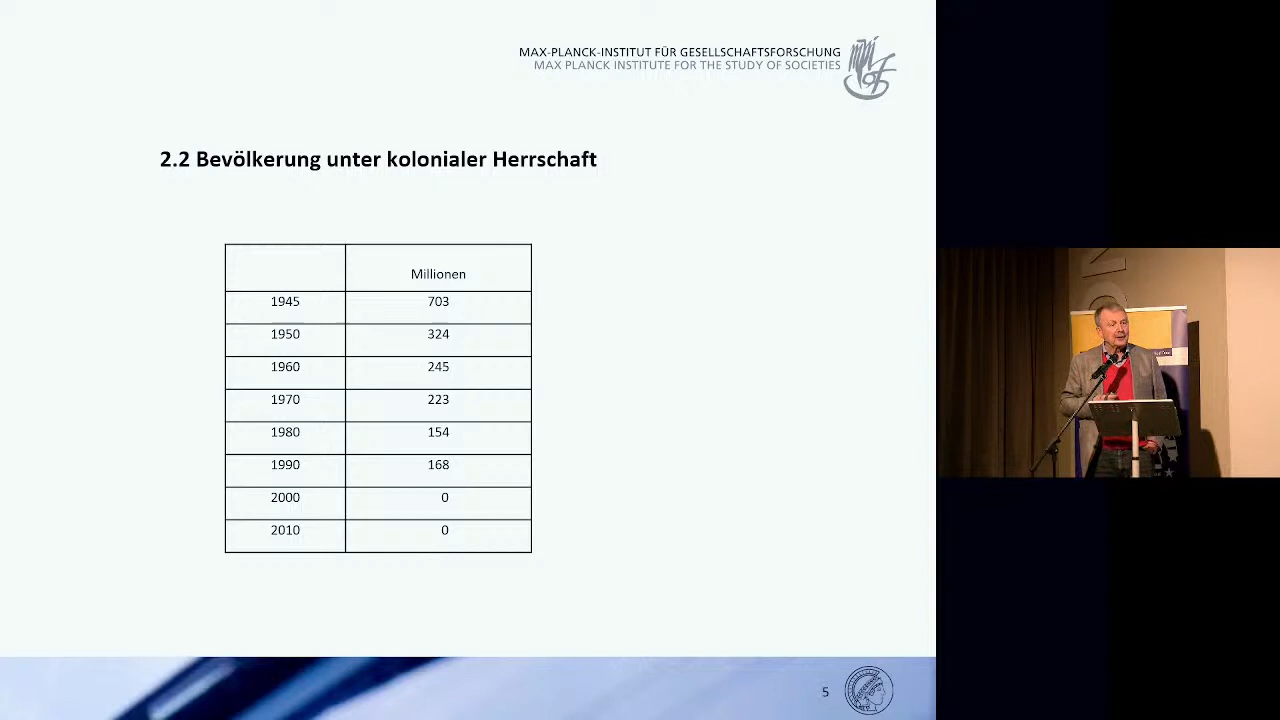 MAX-PLANCK-INSTITUT FÜR GESELLSCHAFTSFORSCHUNG
MAX PLANCK INSTITUTE FOR THE STUDY OF SOCIETIES
2.2 Bevölkerung unter kolonialer Herrschaft
Millionen
1945 703
1950 324
1960 245
1970 223
1980 154
1990 168
2000 0
2010 0
5